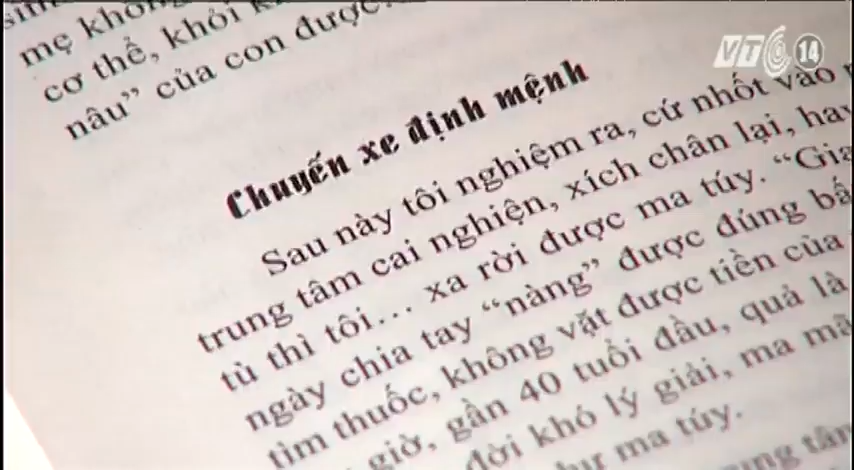 mẹ không
cơ thể, khỏi
nâu” của con được
VTC 14
Chuyến xe định mệnh
Sau này tôi nghiệm ra, cứ nhốt vào
trung tâm cai nghiện, xích chân lại, hay
tù thì tôi... xa rời được ma túy. “Gia
ngày chia tay “nàng” được đúng
tìm thuốc, không vặt được tiền của
giờ, gần 40 tuổi đầu, quả là
đời khó lý giải, ma mã
như ma túy.